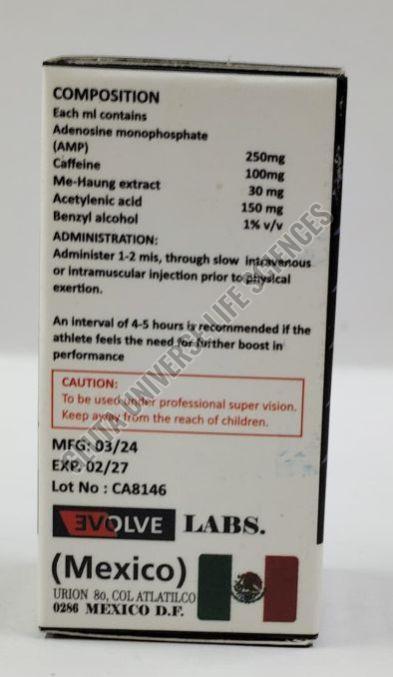 COMPOSITION
Each ml contains
Adenosine monophosphate
(AMP) 250mg
Caffeine 100mg
Me-Haung extract 30 mg
Acetylenic acid 150 mg
Benzyl alcohol 1% v/v
ADMINISTRATION:
Administer 1-2 mis, through slow intravenous
or intramuscular injection prior to physical
exertion.
An interval of 4-5 hours is recommended if the
athlete feels the need for further boost in
performance
CAUTION:
To be used under professional super vision.
Keep away from the reach of children.
MFG: 03/24
EXP. 02/27
Lot No : CA8146
EVOLVE LABS.
(Mexico)
URION 80, COL ATLATILCO
0286 MEXICO D.F.
UNIVERSE LIFE SCIENCES